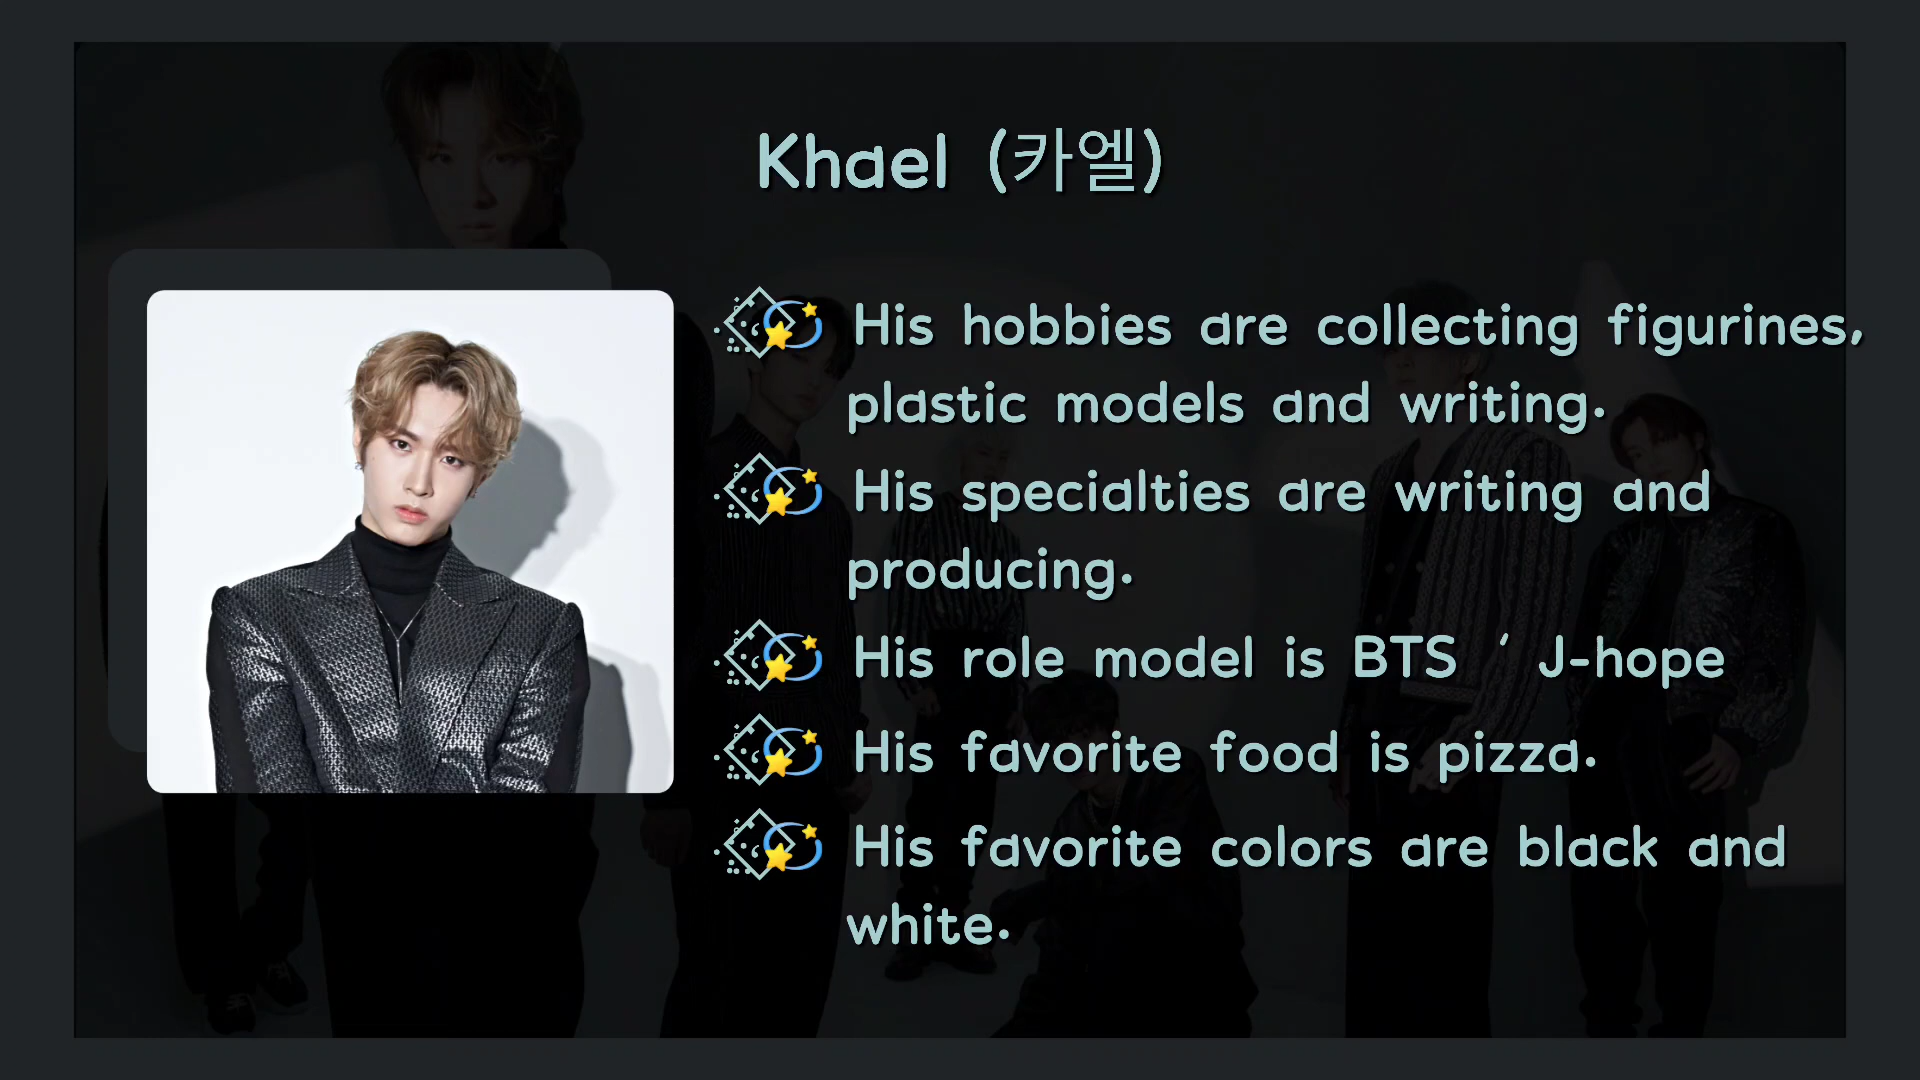 Khael (카엘)
His hobbies are collecting figurines,
plastic models and writing.
His specialties are writing and
producing.
His role model is BTS ' J-hope
His favorite food is pizza.
His favorite colors are black and
white.